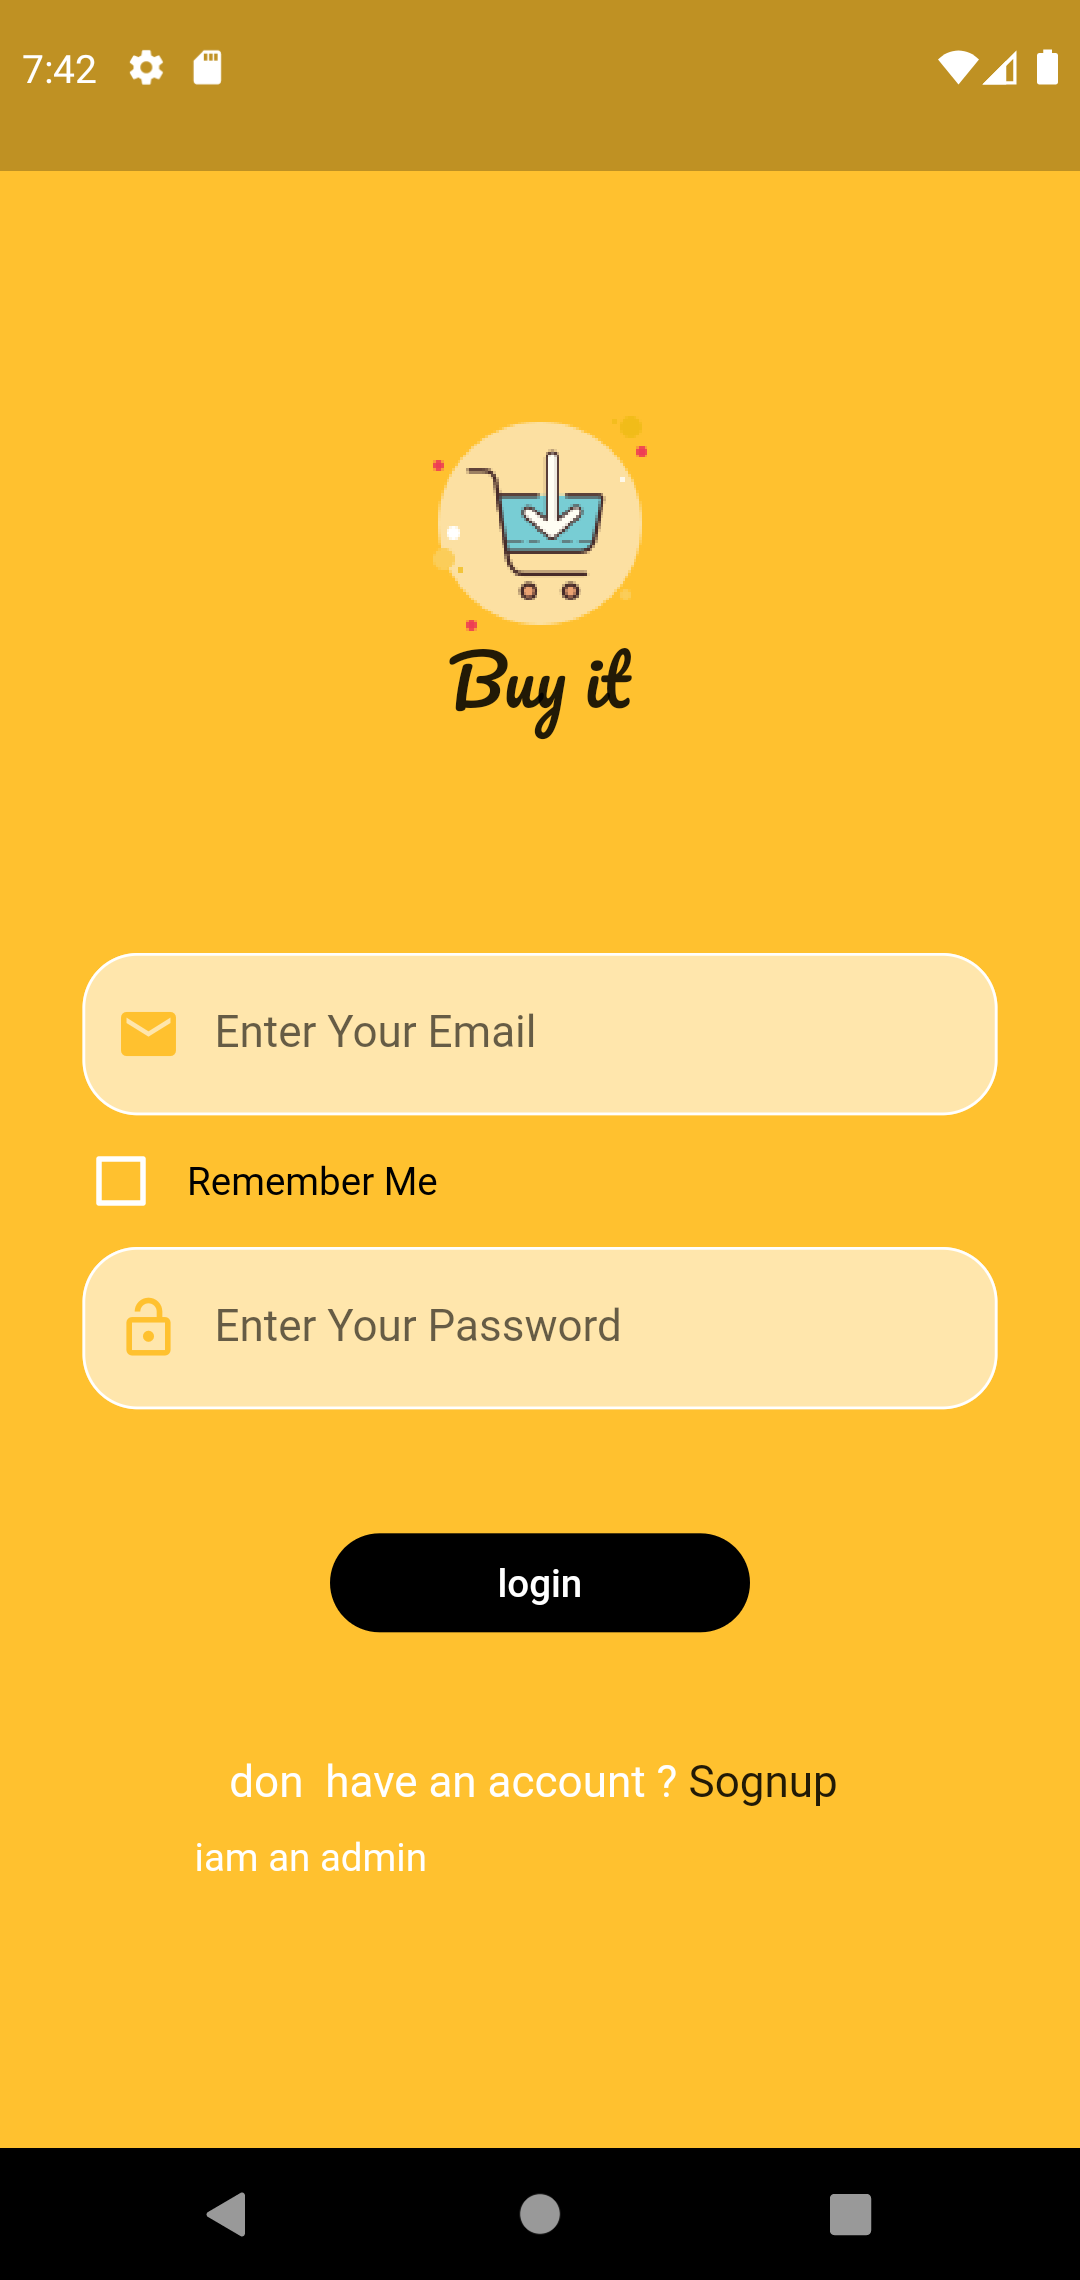 7:42
Buy it
Enter Your Email
Remember Me
Enter Your Password
login
don  have an account ? Sognup
iam an admin